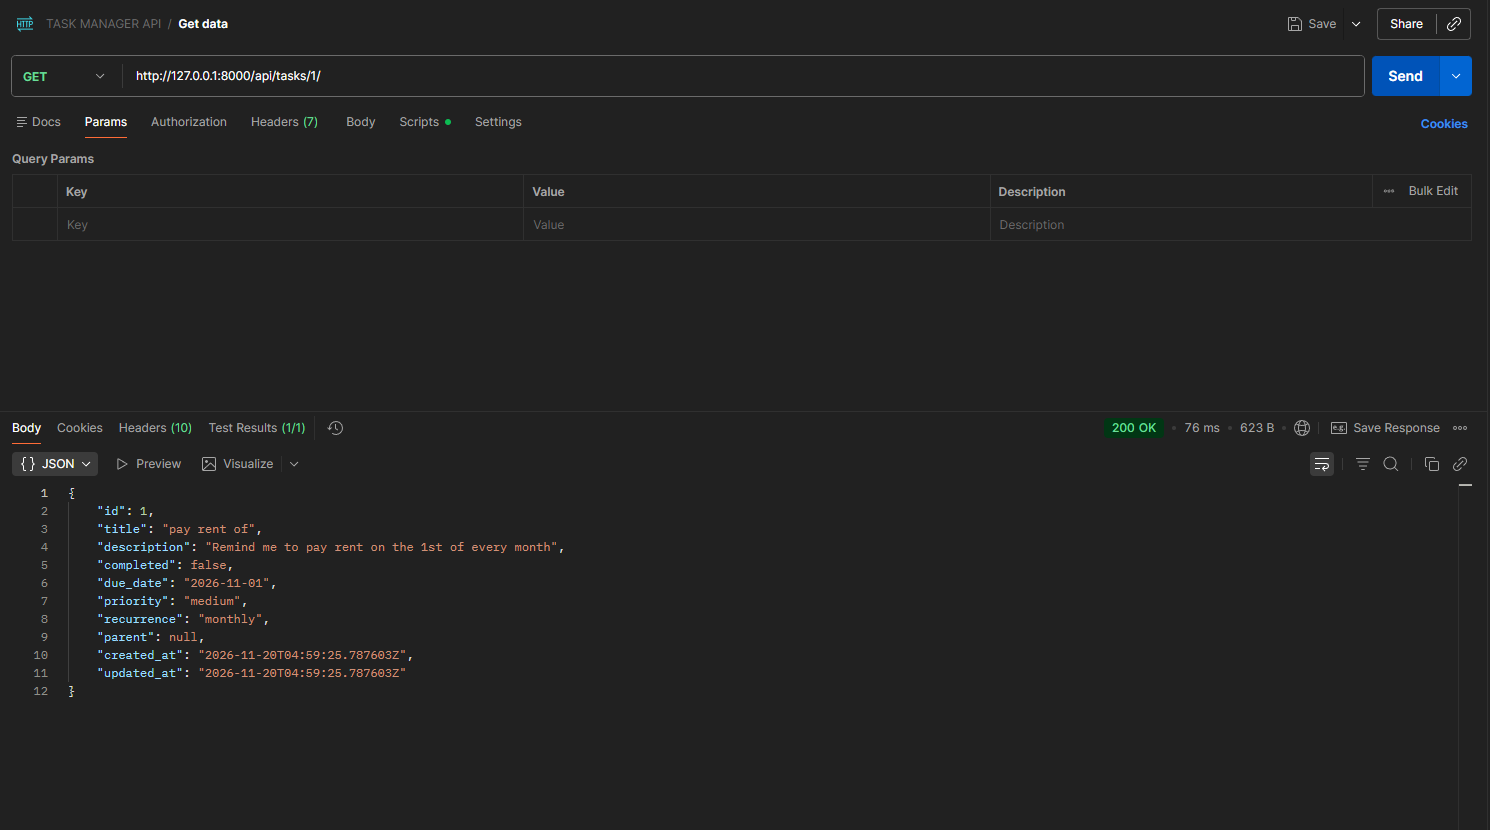 HTTP TASK MANAGER API / Get data Save Share
GET http://127.0.0.1:8000/api/tasks/1/ Send
Docs Params Authorization Headers (7) Body Scripts Settings Cookies
Query Params
Key Value Description Bulk Edit
Key Value Description
Body Cookies Headers (10) Test Results (1/1) 200 OK 76 ms 623 B e.g. Save Response
{ } JSON Preview Visualize
1 {
2 "id": 1,
3 "title": "pay rent of",
4 "description": "Remind me to pay rent on the 1st of every month",
5 "completed": false,
6 "due_date": "2026-11-01",
7 "priority": "medium",
8 "recurrence": "monthly",
9 "parent": null,
10 "created_at": "2026-11-20T04:59:25.787603Z",
11 "updated_at": "2026-11-20T04:59:25.787603Z"
12 }